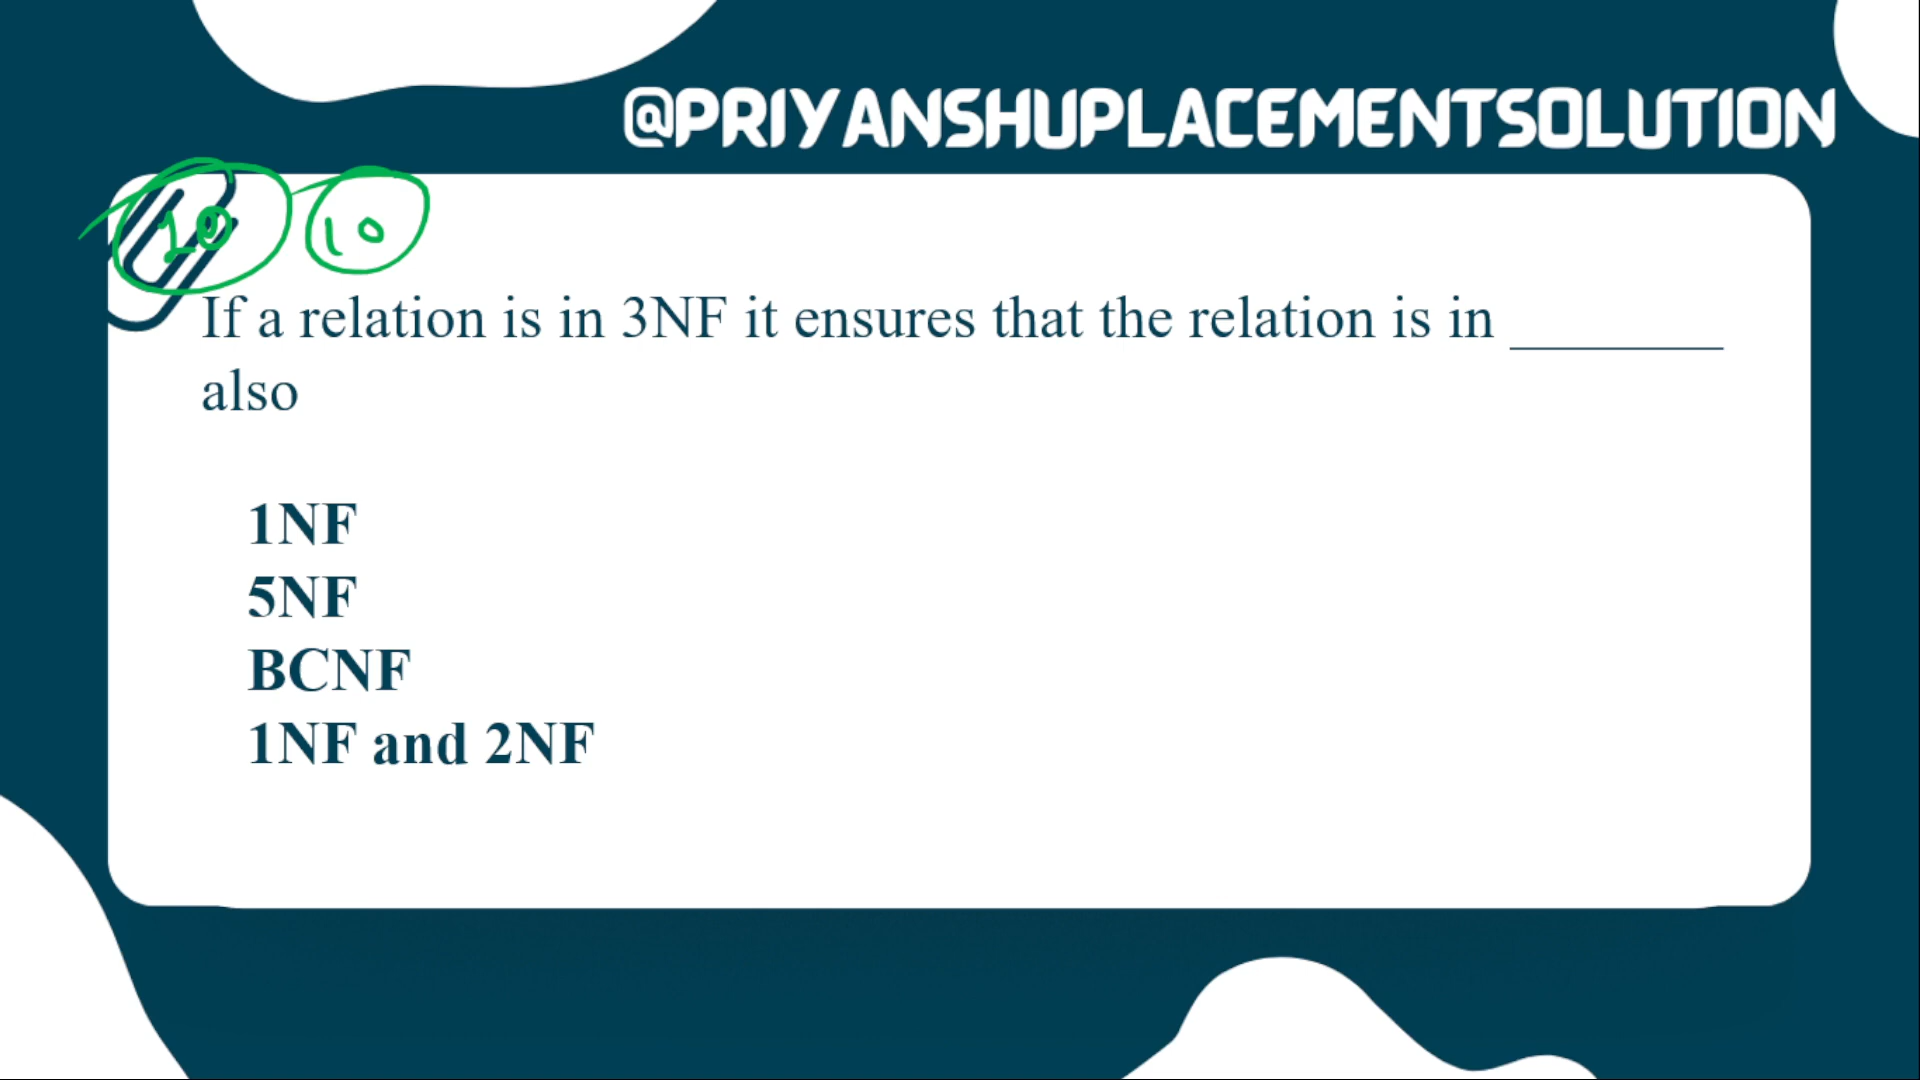 @PRIYANSHUPLACEMENTSOLUTION
10 10
If a relation is in 3NF it ensures that the relation is in ________
also
1NF
5NF
BCNF
1NF and 2NF